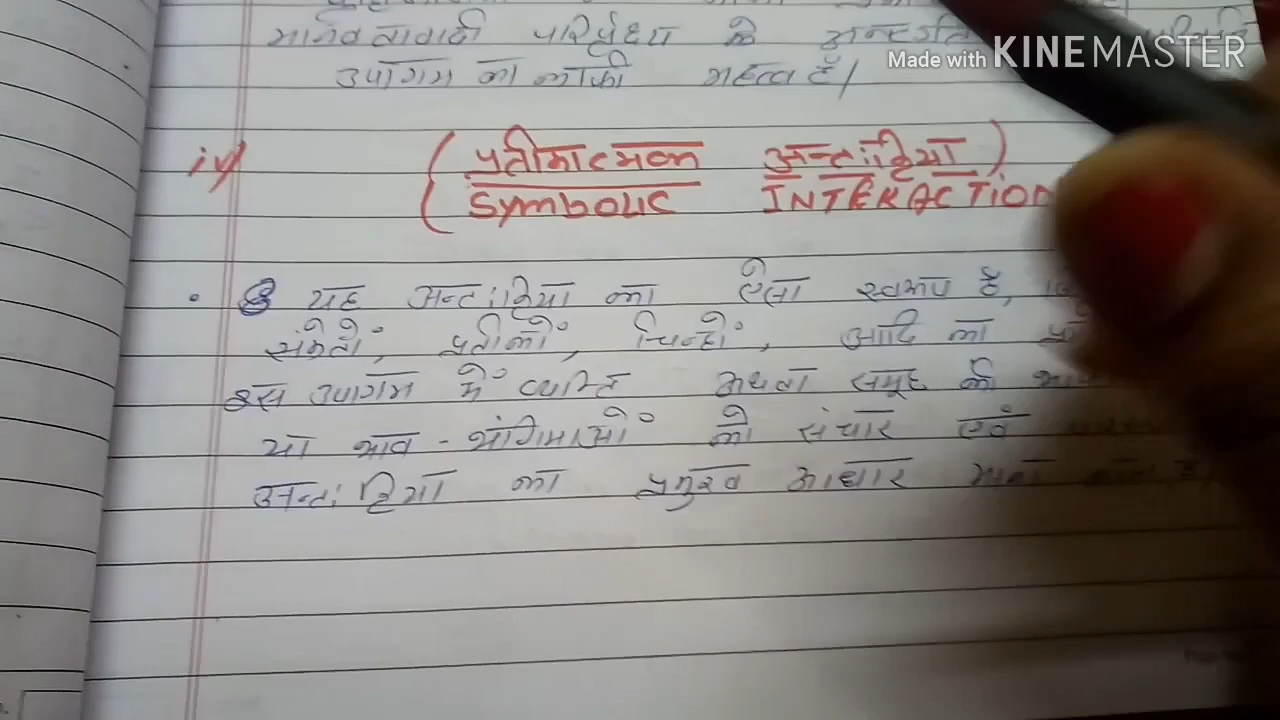 मानवतावादी परिप्रेक्ष्य के अन्तर्गत
उपागम का काफी महत्व है।
Made with KINEMASTER
iv) (प्रतीकात्मक अन्तःक्रिया)
(SymboLic INTERACTION
• यह अन्तःक्रिया का ऐसा स्वरूप है,
संकेतों, प्रतीकों, चिन्हों, आदि का
इस उपागम में व्यक्ति अथवा समूह की
या भाव-भंगिमाओं को संचार एवं
अन्तःक्रिया का प्रमुख आधार माना जाता है।